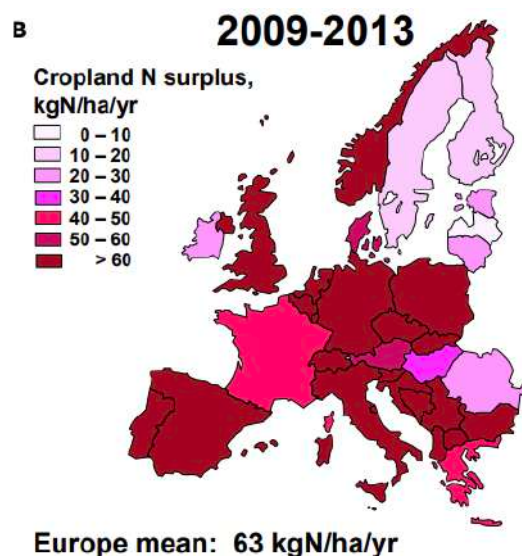 B
2009-2013
Cropland N surplus,
kgN/ha/yr
0 – 10
10 – 20
20 – 30
30 – 40
40 – 50
50 – 60
> 60
Europe mean: 63 kgN/ha/yr